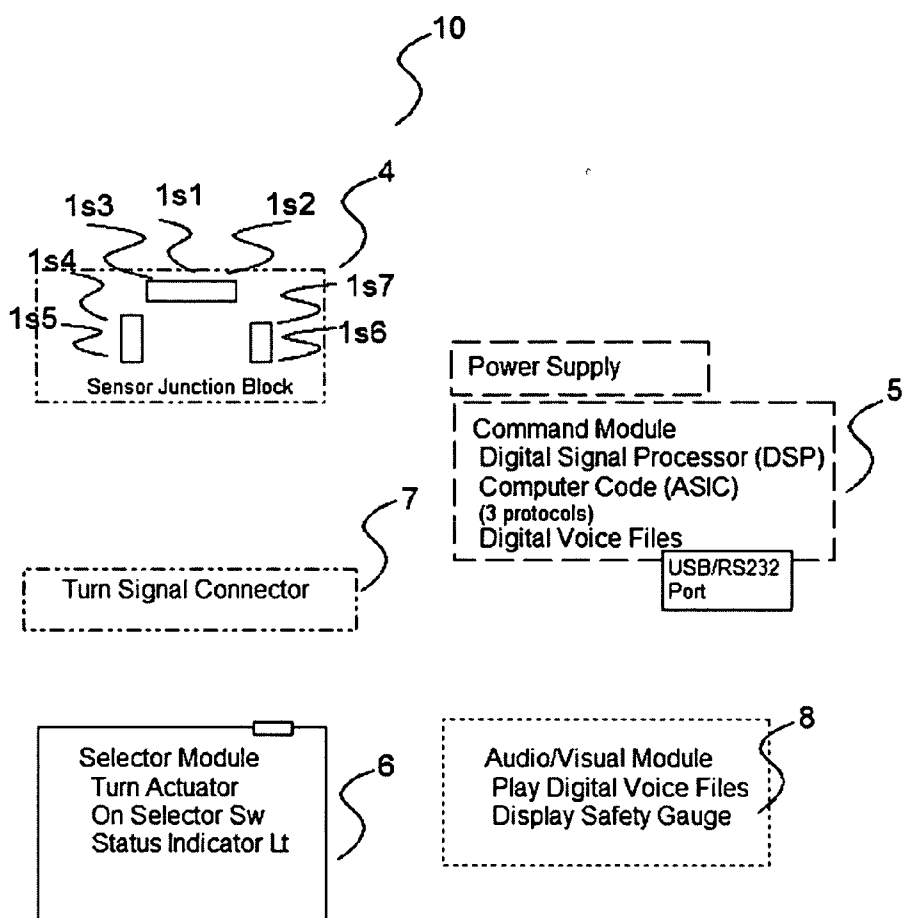 10
4
1s3
1s1
1s2
1s4
1s7
1s5
1s6
Sensor Junction Block
Power Supply
5
Command Module
Digital Signal Processor (DSP)
Computer Code (ASIC)
(3 protocols)
Digital Voice Files
USB/RS232
Port
7
Turn Signal Connector
Selector Module
Turn Actuator
On Selector Sw
Status Indicator Lt
6
8
Audio/Visual Module
Play Digital Voice Files
Display Safety Gauge